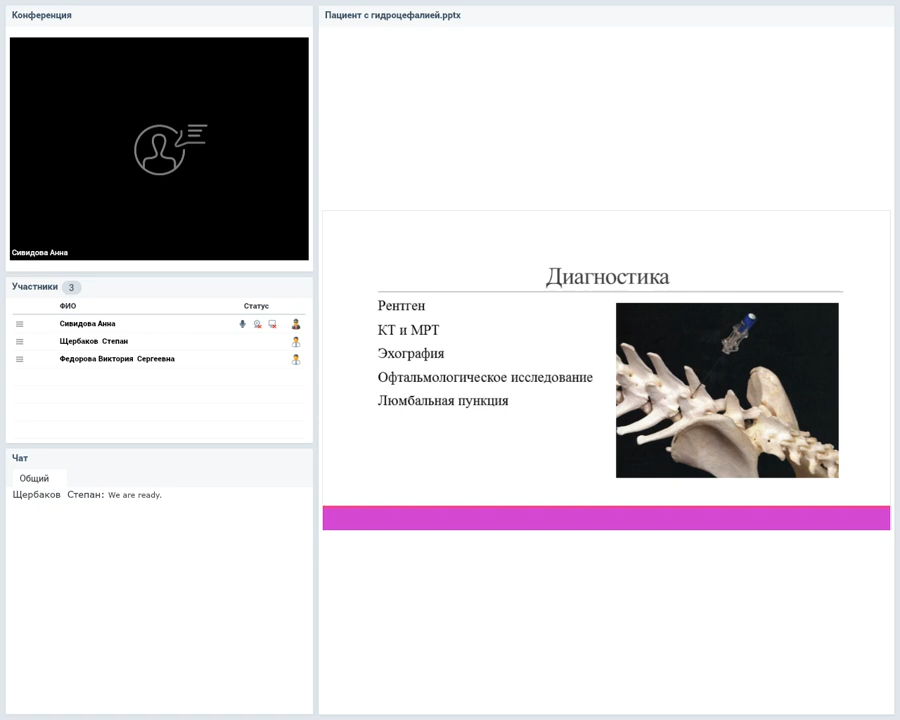 Конференция
Сивидова Анна
Участники 3
ФИО Статус
Сивидова Анна
Щербаков Степан
Федорова Виктория Сергеевна
Чат
Общий
Щербаков Степан: We are ready.
Пациент с гидроцефалией.pptx
Диагностика
Рентген
КТ и МРТ
Эхография
Офтальмологическое исследование
Люмбальная пункция